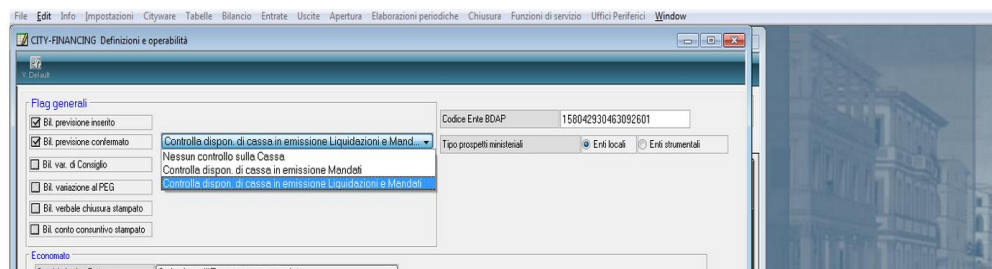 File Edit Info Impostazioni Cityware Tabelle Bilancio Entrate Uscite Apertura Elaborazioni periodiche Chiusura Funzioni di servizio Uffici Periferici Window
CITY-FINANCING Definizioni e operabilità
V. Default
Flag generali
Bil. previsione inserito
Codice Ente BDAP 158042930463092601
Bil. previsione confermato Controlla dispon. di cassa in emissione Liquidazioni e Mand... Tipo prospetti ministeriali Enti locali Enti strumentali
Nessun controllo sulla Cassa
Bil. var. di Consiglio
Controlla dispon. di cassa in emissione Mandati
Controlla dispon. di cassa in emissione Liquidazioni e Mandati
Bil. variazione al PEG
Bil. verbale chiusura stampato
Bil. conto consuntivo stampato
Economato